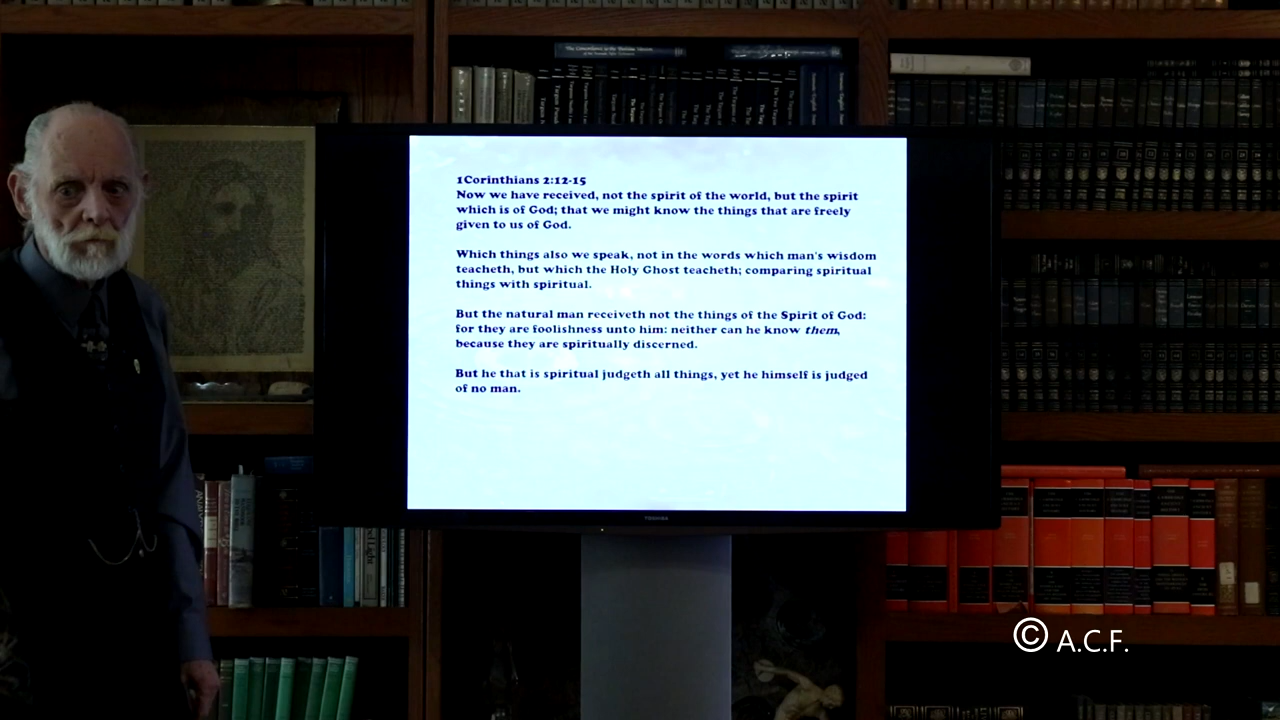 1Corinthians 2:12-15
Now we have received, not the spirit of the world, but the spirit
which is of God; that we might know the things that are freely
given to us of God.
Which things also we speak, not in the words which man's wisdom
teacheth, but which the Holy Ghost teacheth; comparing spiritual
things with spiritual.
But the natural man receiveth not the things of the Spirit of God:
for they are foolishness unto him: neither can he know them,
because they are spiritually discerned.
But he that is spiritual judgeth all things, yet he himself is judged
of no man.
TOSHIBA
© A.C.F.